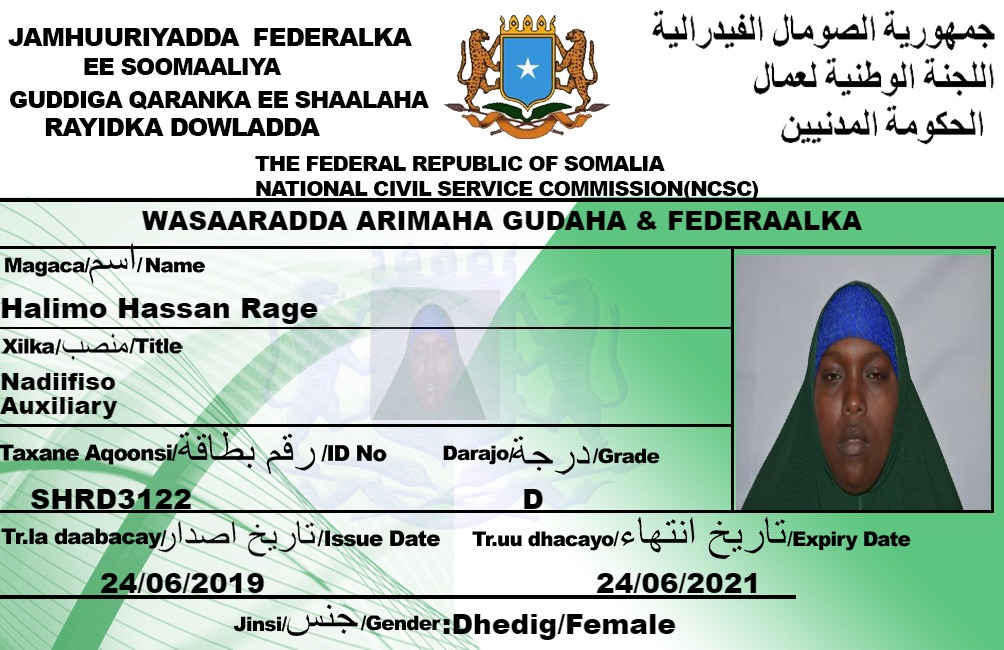 JAMHUURIYADDA FEDERALKA
EE SOOMAALIYA
GUDDIGA QARANKA EE SHAALAHA
RAYIDKA DOWLADDA
جمهورية الصومال الفيدرالية
اللجنة الوطنية لعمال
الحكومة المدنيين
THE FEDERAL REPUBLIC OF SOMALIA
NATIONAL CIVIL SERVICE COMMISSION(NCSC)
WASAARADDA ARIMAHA GUDAHA & FEDERAALKA
Magaca/اسم/Name
Halimo Hassan Rage
Xilka/منصب/Title
Nadiifiso
Auxiliary
Taxane Aqoonsi/رقم بطاقة/ID No
Darajo/درجة/Grade
SHRD3122
D
Tr.la daabacay/تاريخ اصدار/Issue Date
Tr.uu dhacayo/تاريخ انتهاء/Expiry Date
24/06/2019
24/06/2021
Jinsi/جنس/Gender:Dhedig/Female